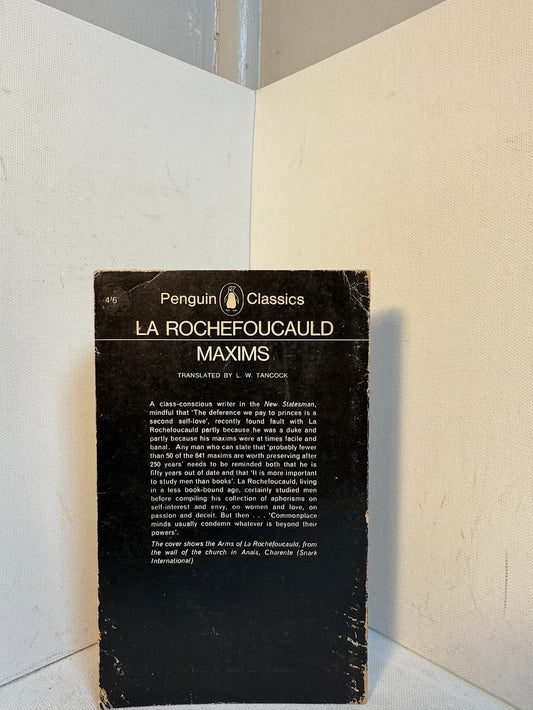 4'6
Penguin Classics
LA ROCHEFOUCAULD
MAXIMS
TRANSLATED BY L. W. TANCOCK
A class-conscious writer in the New Statesman,
mindful that 'The deference we pay to princes is a
second self-love', recently found fault with La
Rochefoucauld partly because he was a duke and
partly because his maxims were at times facile and
banal. Any man who can state that 'probably fewer
than 50 of the 641 maxims are worth preserving after
250 years' needs to be reminded both that he is
fifty years out of date and that 'It is more important
to study men than books'. La Rochefoucauld, living
in a less book-bound age, certainly studied men
before compiling his collection of aphorisms on
self-interest and envy, on women and love, on
passion and deceit. But then . . . 'Commonplace
minds usually condemn whatever is beyond their
powers'.
The cover shows the Arms of La Rochefoucauld, from
the wall of the church in Anais, Charente (Snark
International)